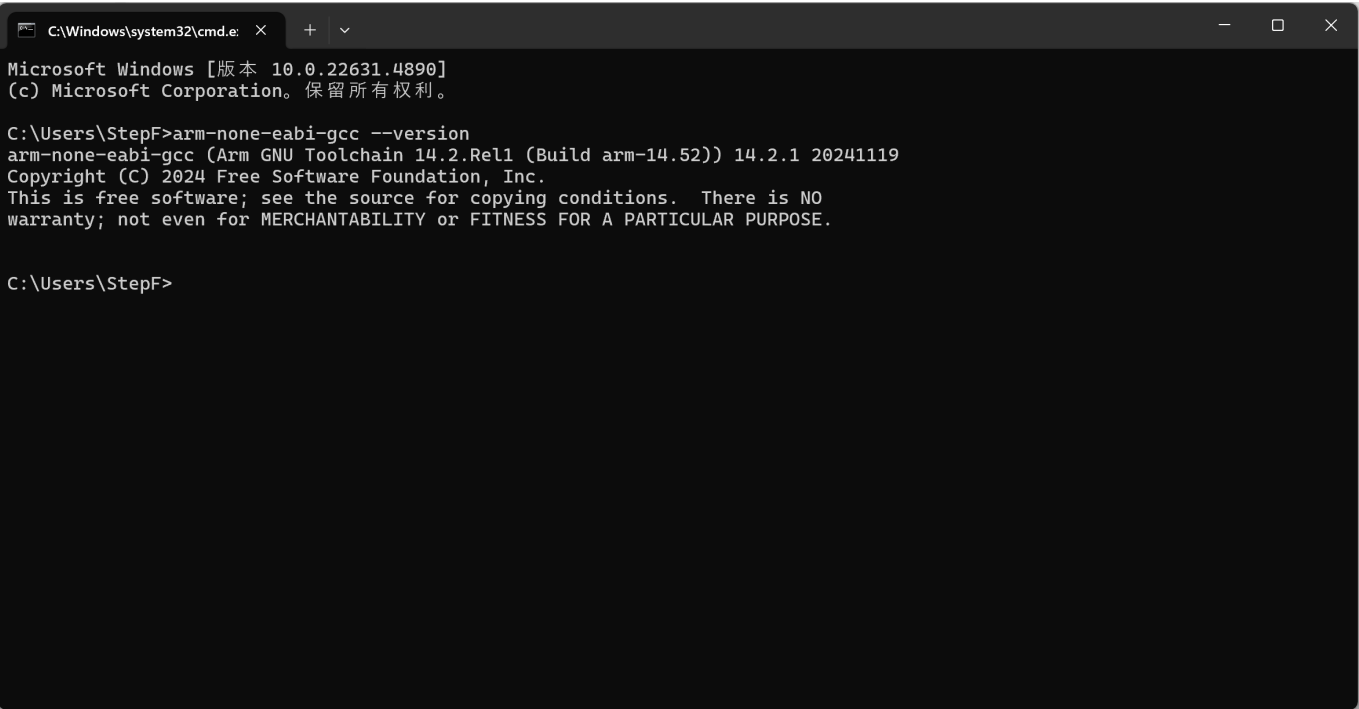 C:\Windows\system32\cmd.e
Microsoft Windows [版本 10.0.22631.4890]
(c) Microsoft Corporation。保留所有权利。
C:\Users\StepF>arm-none-eabi-gcc --version
arm-none-eabi-gcc (Arm GNU Toolchain 14.2.Rel1 (Build arm-14.52)) 14.2.1 20241119
Copyright (C) 2024 Free Software Foundation, Inc.
This is free software; see the source for copying conditions.  There is NO
warranty; not even for MERCHANTABILITY or FITNESS FOR A PARTICULAR PURPOSE.
C:\Users\StepF>